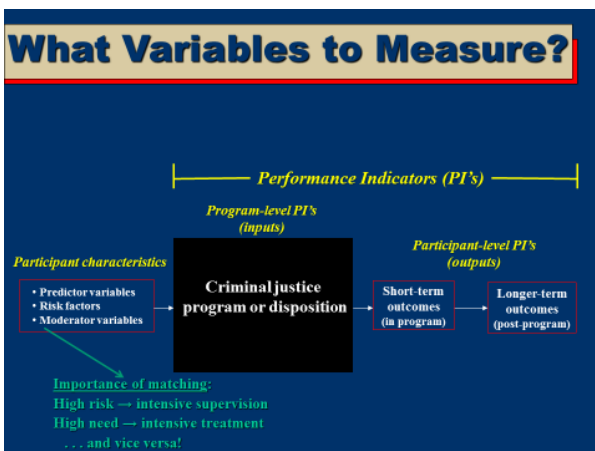 What Variables to Measure?
Performance Indicators (PI's)
Program-level PI's
(inputs)
Participant-level PI's
(outputs)
Participant characteristics
• Predictor variables
• Risk factors
• Moderator variables
Criminal justice
program or disposition
Short-term
outcomes
(in program)
Longer-term
outcomes
(post-program)
Importance of matching:
High risk → intensive supervision
High need → intensive treatment
. . . and vice versa!